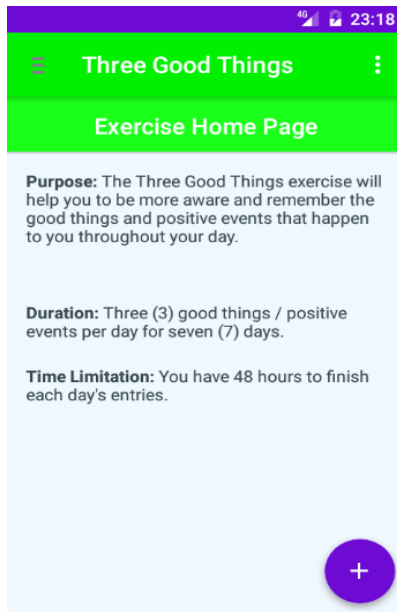 4G 23:18
Three Good Things
Exercise Home Page
Purpose: The Three Good Things exercise will
help you to be more aware and remember the
good things and positive events that happen
to you throughout your day.
Duration: Three (3) good things / positive
events per day for seven (7) days.
Time Limitation: You have 48 hours to finish
each day's entries.
+